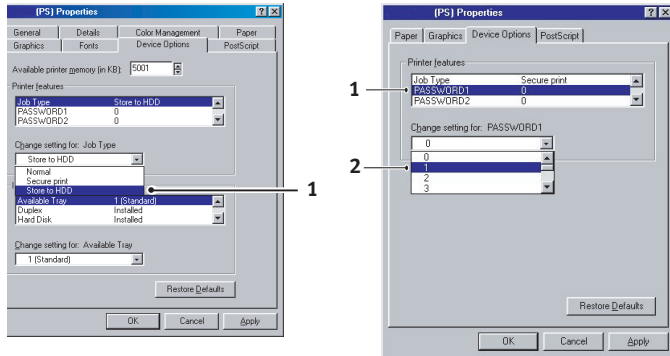 (PS) Properties
General Details Color Management Paper
Graphics Fonts Device Options PostScript
Available printer memory (in KB): 5001
Printer features
Job Type Store to HDD
PASSWORD1 0
PASSWORD2 0
Change setting for: Job Type
Store to HDD
Normal
Secure print
Store to HDD
1
Available Tray 1 (Standard)
Duplex Installed
Hard Disk Installed
Change setting for: Available Tray
1 (Standard)
Restore Defaults
OK Cancel Apply
(PS) Properties
Paper Graphics Device Options PostScript
Printer features
Job Type Secure print
1
PASSWORD1 0
PASSWORD2 0
Change setting for: PASSWORD1
0
0
2
1
2
3
Restore Defaults
OK Cancel Apply